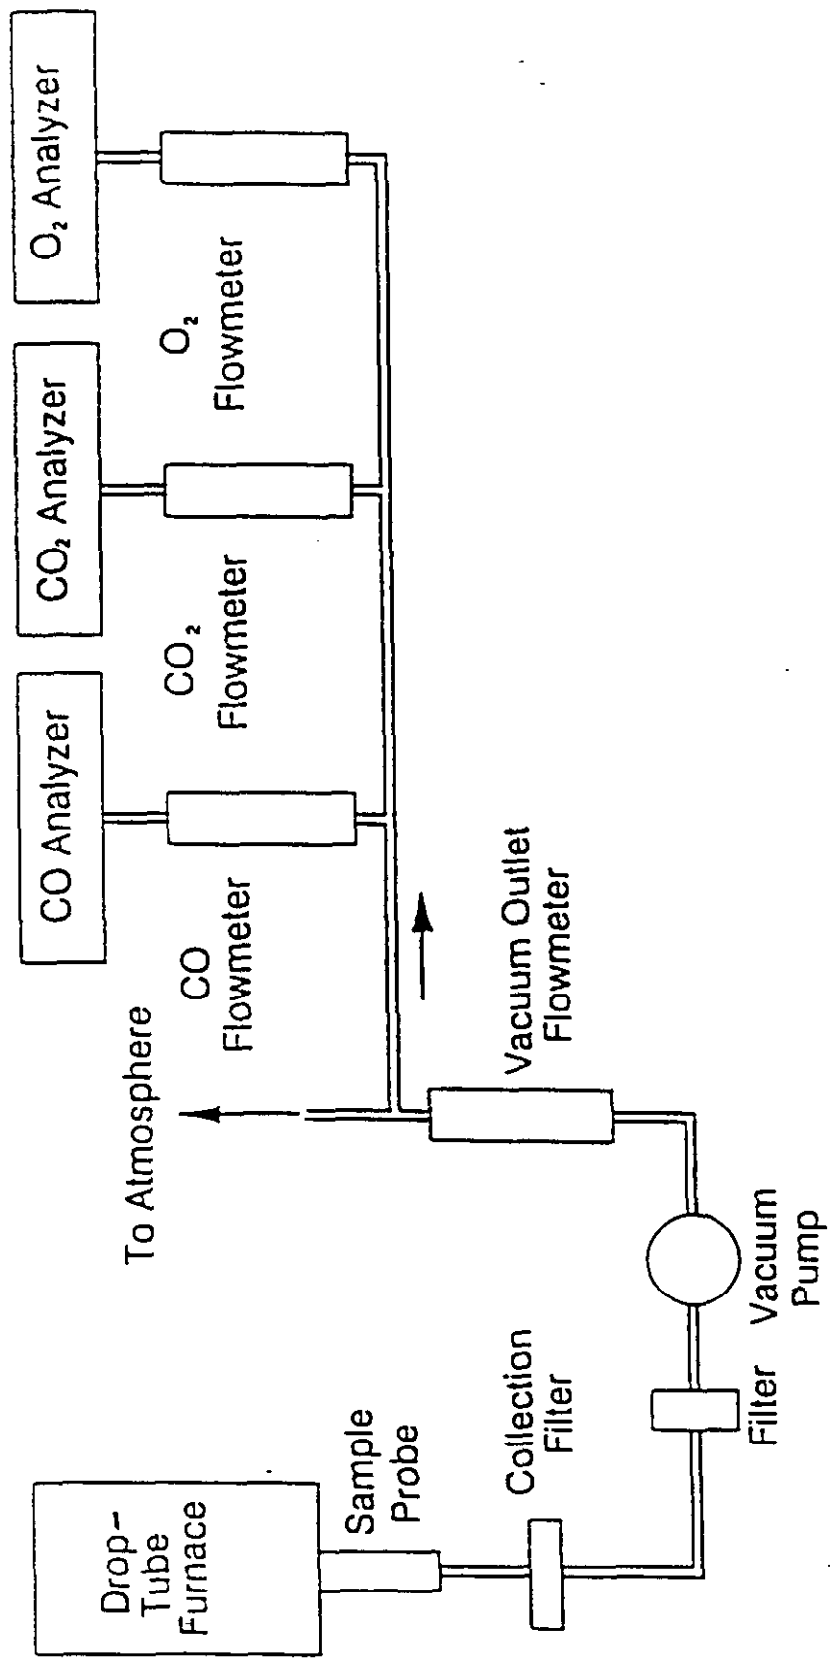 Drop-
Tube
Furnace
Sample
Probe
Collection
Filter
Filter
Vacuum
Pump
Vacuum Outlet
Flowmeter
To Atmosphere
CO
Flowmeter
CO Analyzer
CO₂
Flowmeter
CO₂ Analyzer
O₂
Flowmeter
O₂ Analyzer